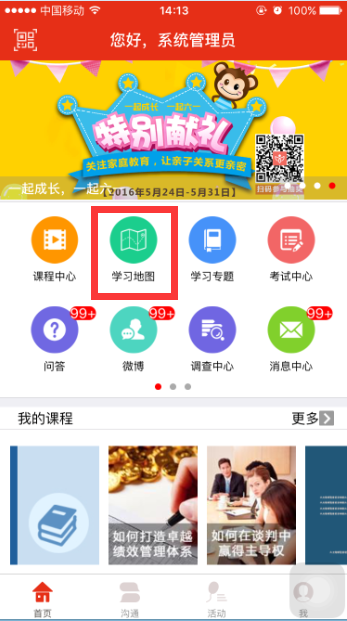 中国移动
14:13
100%
您好，系统管理员
一起成长，一起六一
特别献礼
关注家庭教育，让亲子关系更亲密
【2016年5月24日-5月31日】
一起成长，一起六
课程中心
学习地图
学习专题
考试中心
99+
99+
99+
问答
微博
调查中心
消息中心
我的课程
更多
如何打造卓越
绩效管理体系
如何在谈判中
赢得主导权
首页
沟通
活动
我